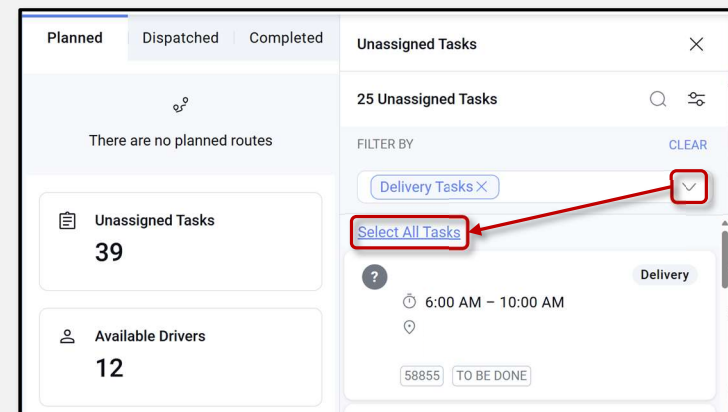 Planned Dispatched Completed
There are no planned routes
Unassigned Tasks
39
Available Drivers
12
Unassigned Tasks
25 Unassigned Tasks
FILTER BY CLEAR
Delivery Tasks
Select All Tasks
? Delivery
6:00 AM – 10:00 AM
58855 TO BE DONE